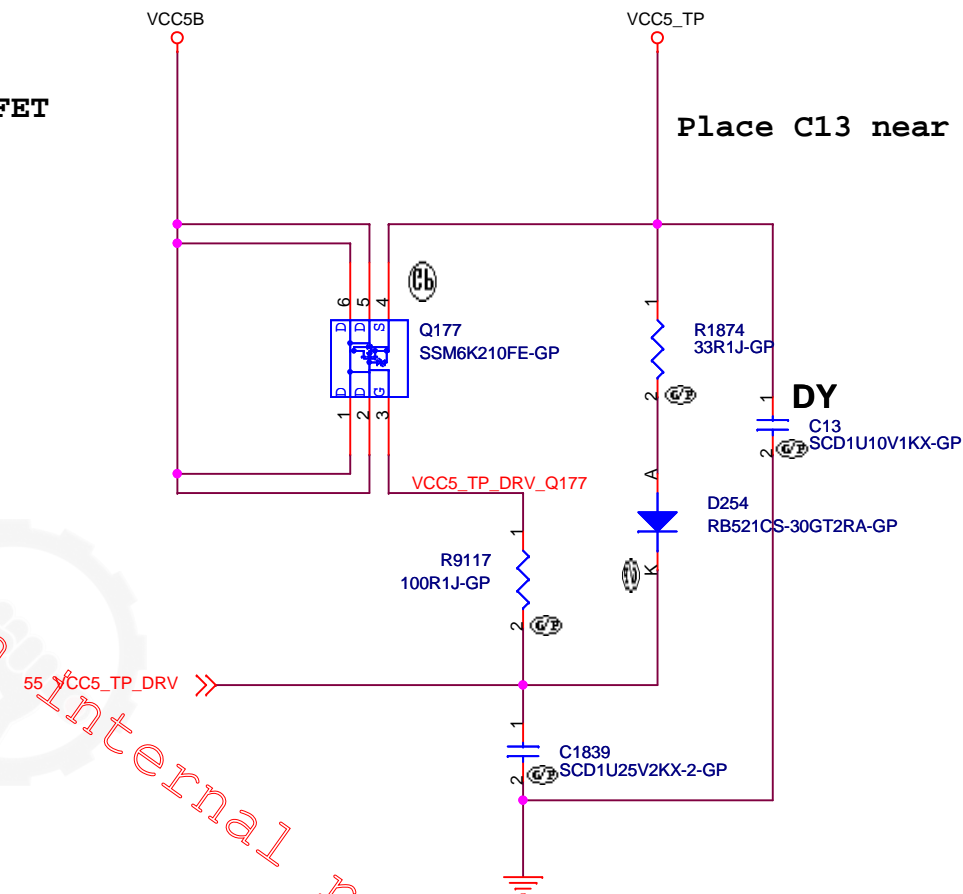 VCC5B
VCC5_TP
FET
Place C13 near
6
5
4
D
D
S
Q177
SSM6K210FE-GP
D
D
G
1
2
3
1
R1874
33R1J-GP
2
G/P
DY
1
C13
SCD1U10V1KX-GP
2
G/P
VCC5_TP_DRV_Q177
A
D254
RB521CS-30GT2RA-GP
K
1
R9117
100R1J-GP
2
G/P
55 VCC5_TP_DRV
internal
1
C1839
SCD1U25V2KX-2-GP
2
G/P